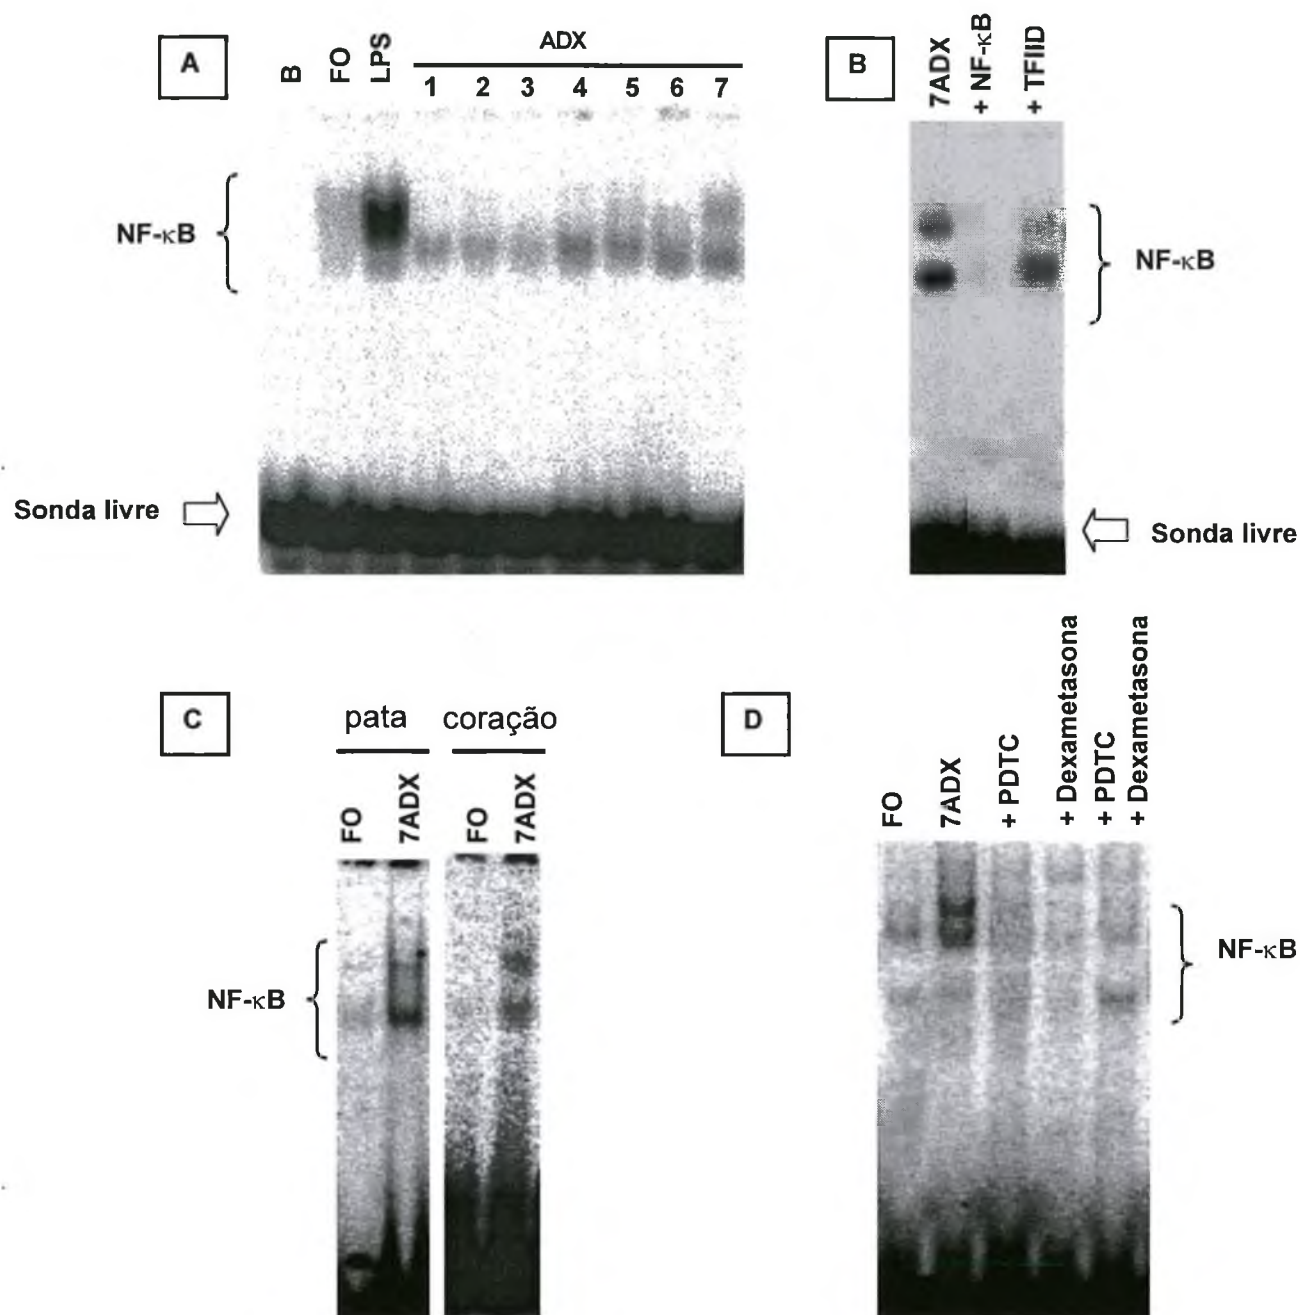 A
B
FO
LPS
ADX
1 2 3 4 5 6 7
NF-κB
Sonda livre
B
7ADX
+ NF-κB
+ TFIID
NF-κB
Sonda livre
C
pata
coração
FO
7ADX
FO
7ADX
NF-κB
D
FO
7ADX
+ PDTC
+ Dexametasona
+ PDTC
+ Dexametasona
NF-κB